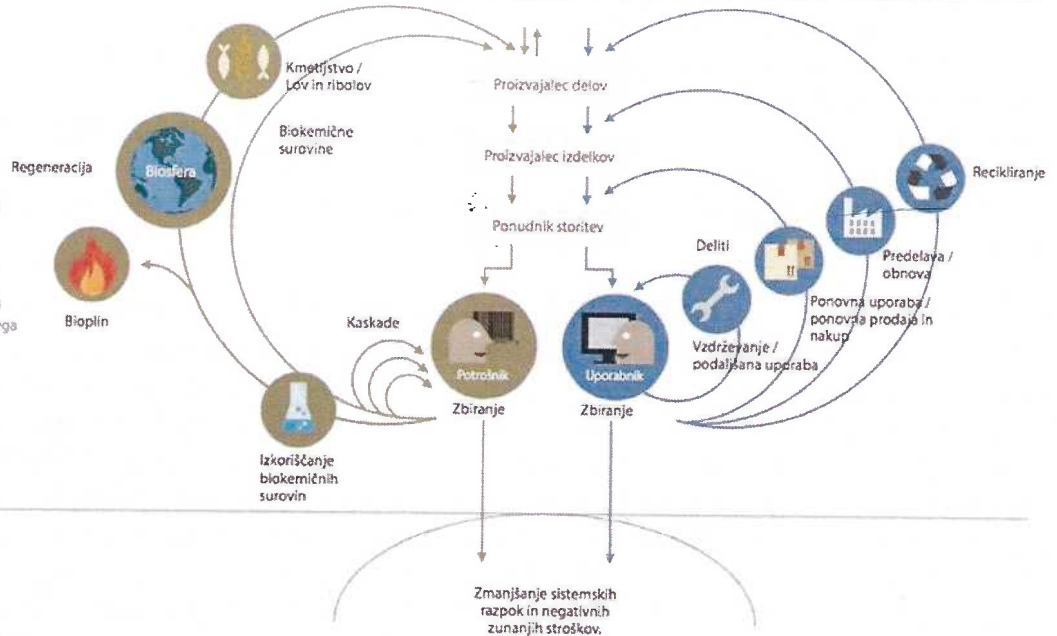 Kmetijstvo /
Lov in ribolov
Biokemične
surovine
Regeneracija
Biosfera
Bioplin
Kaskade
Izkoriščanje
biokemičnih
surovin
Proizvajalec delov
Proizvajalec izdelkov
Ponudnik storitev
Potrošnik
Zbiranje
Uporabnik
Zbiranje
Deliti
Vzdrževanje /
podaljšana uporaba
Ponovna uporaba /
ponovna prodaja in
nakup
Predelava /
obnova
Recikliranje
Zmanjšanje sistemskih
razpok in negativnih
zunanjih stroškov.